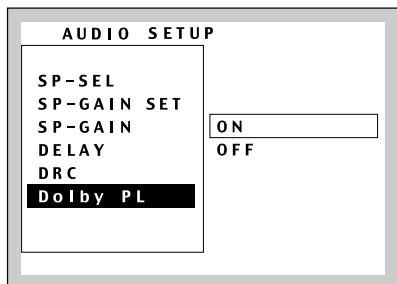 AUDIO SETUP
SP-SEL
SP-GAIN SET
SP-GAIN
ON
DELAY
OFF
DRC
Dolby PL